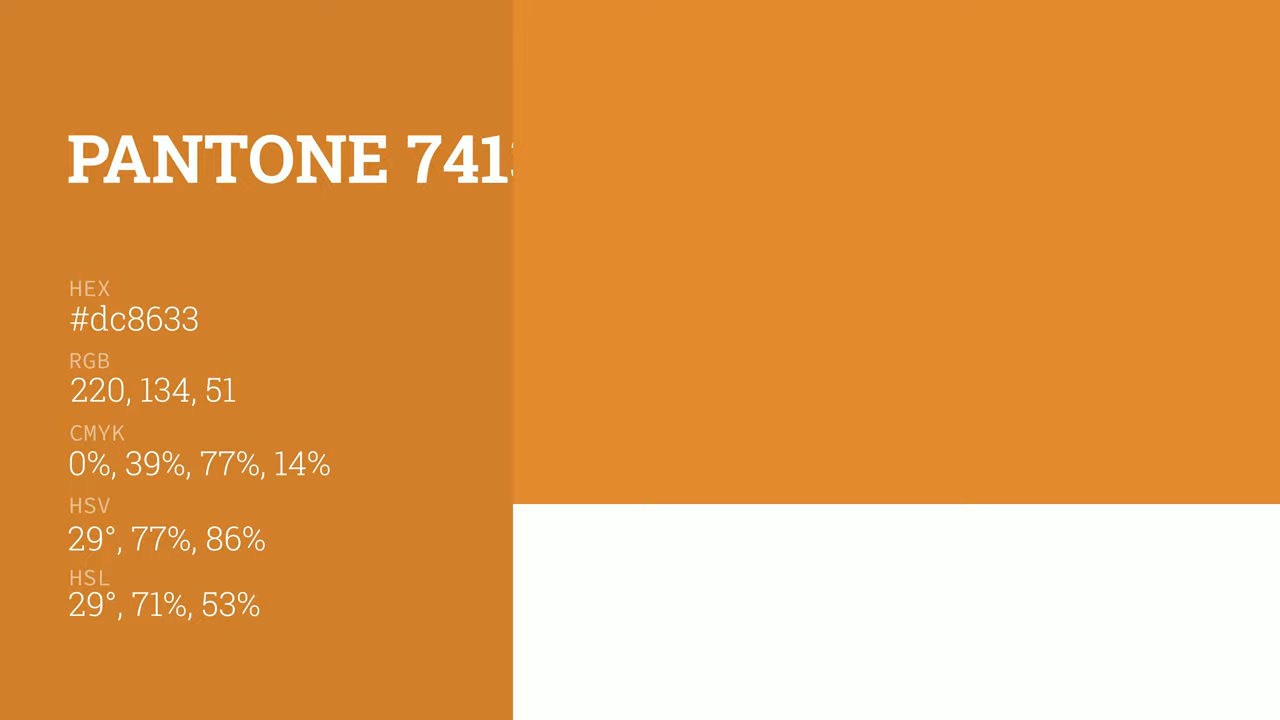 PANTONE 741
HEX
#dc8633
RGB
220, 134, 51
CMYK
0%, 39%, 77%, 14%
HSV
29°, 77%, 86%
HSL
29°, 71%, 53%